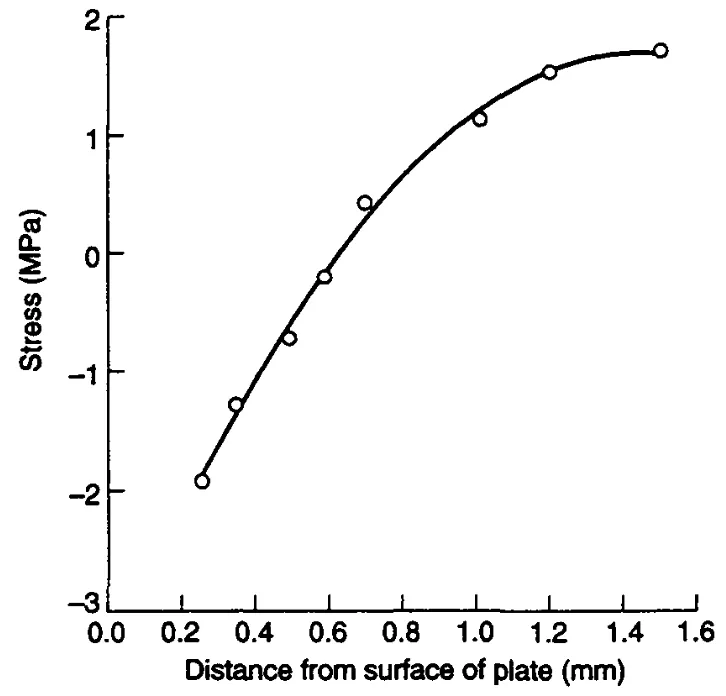 2
1
0
–1
–2
–3
Stress (MPa)
0.0 0.2 0.4 0.6 0.8 1.0 1.2 1.4 1.6
Distance from surface of plate (mm)